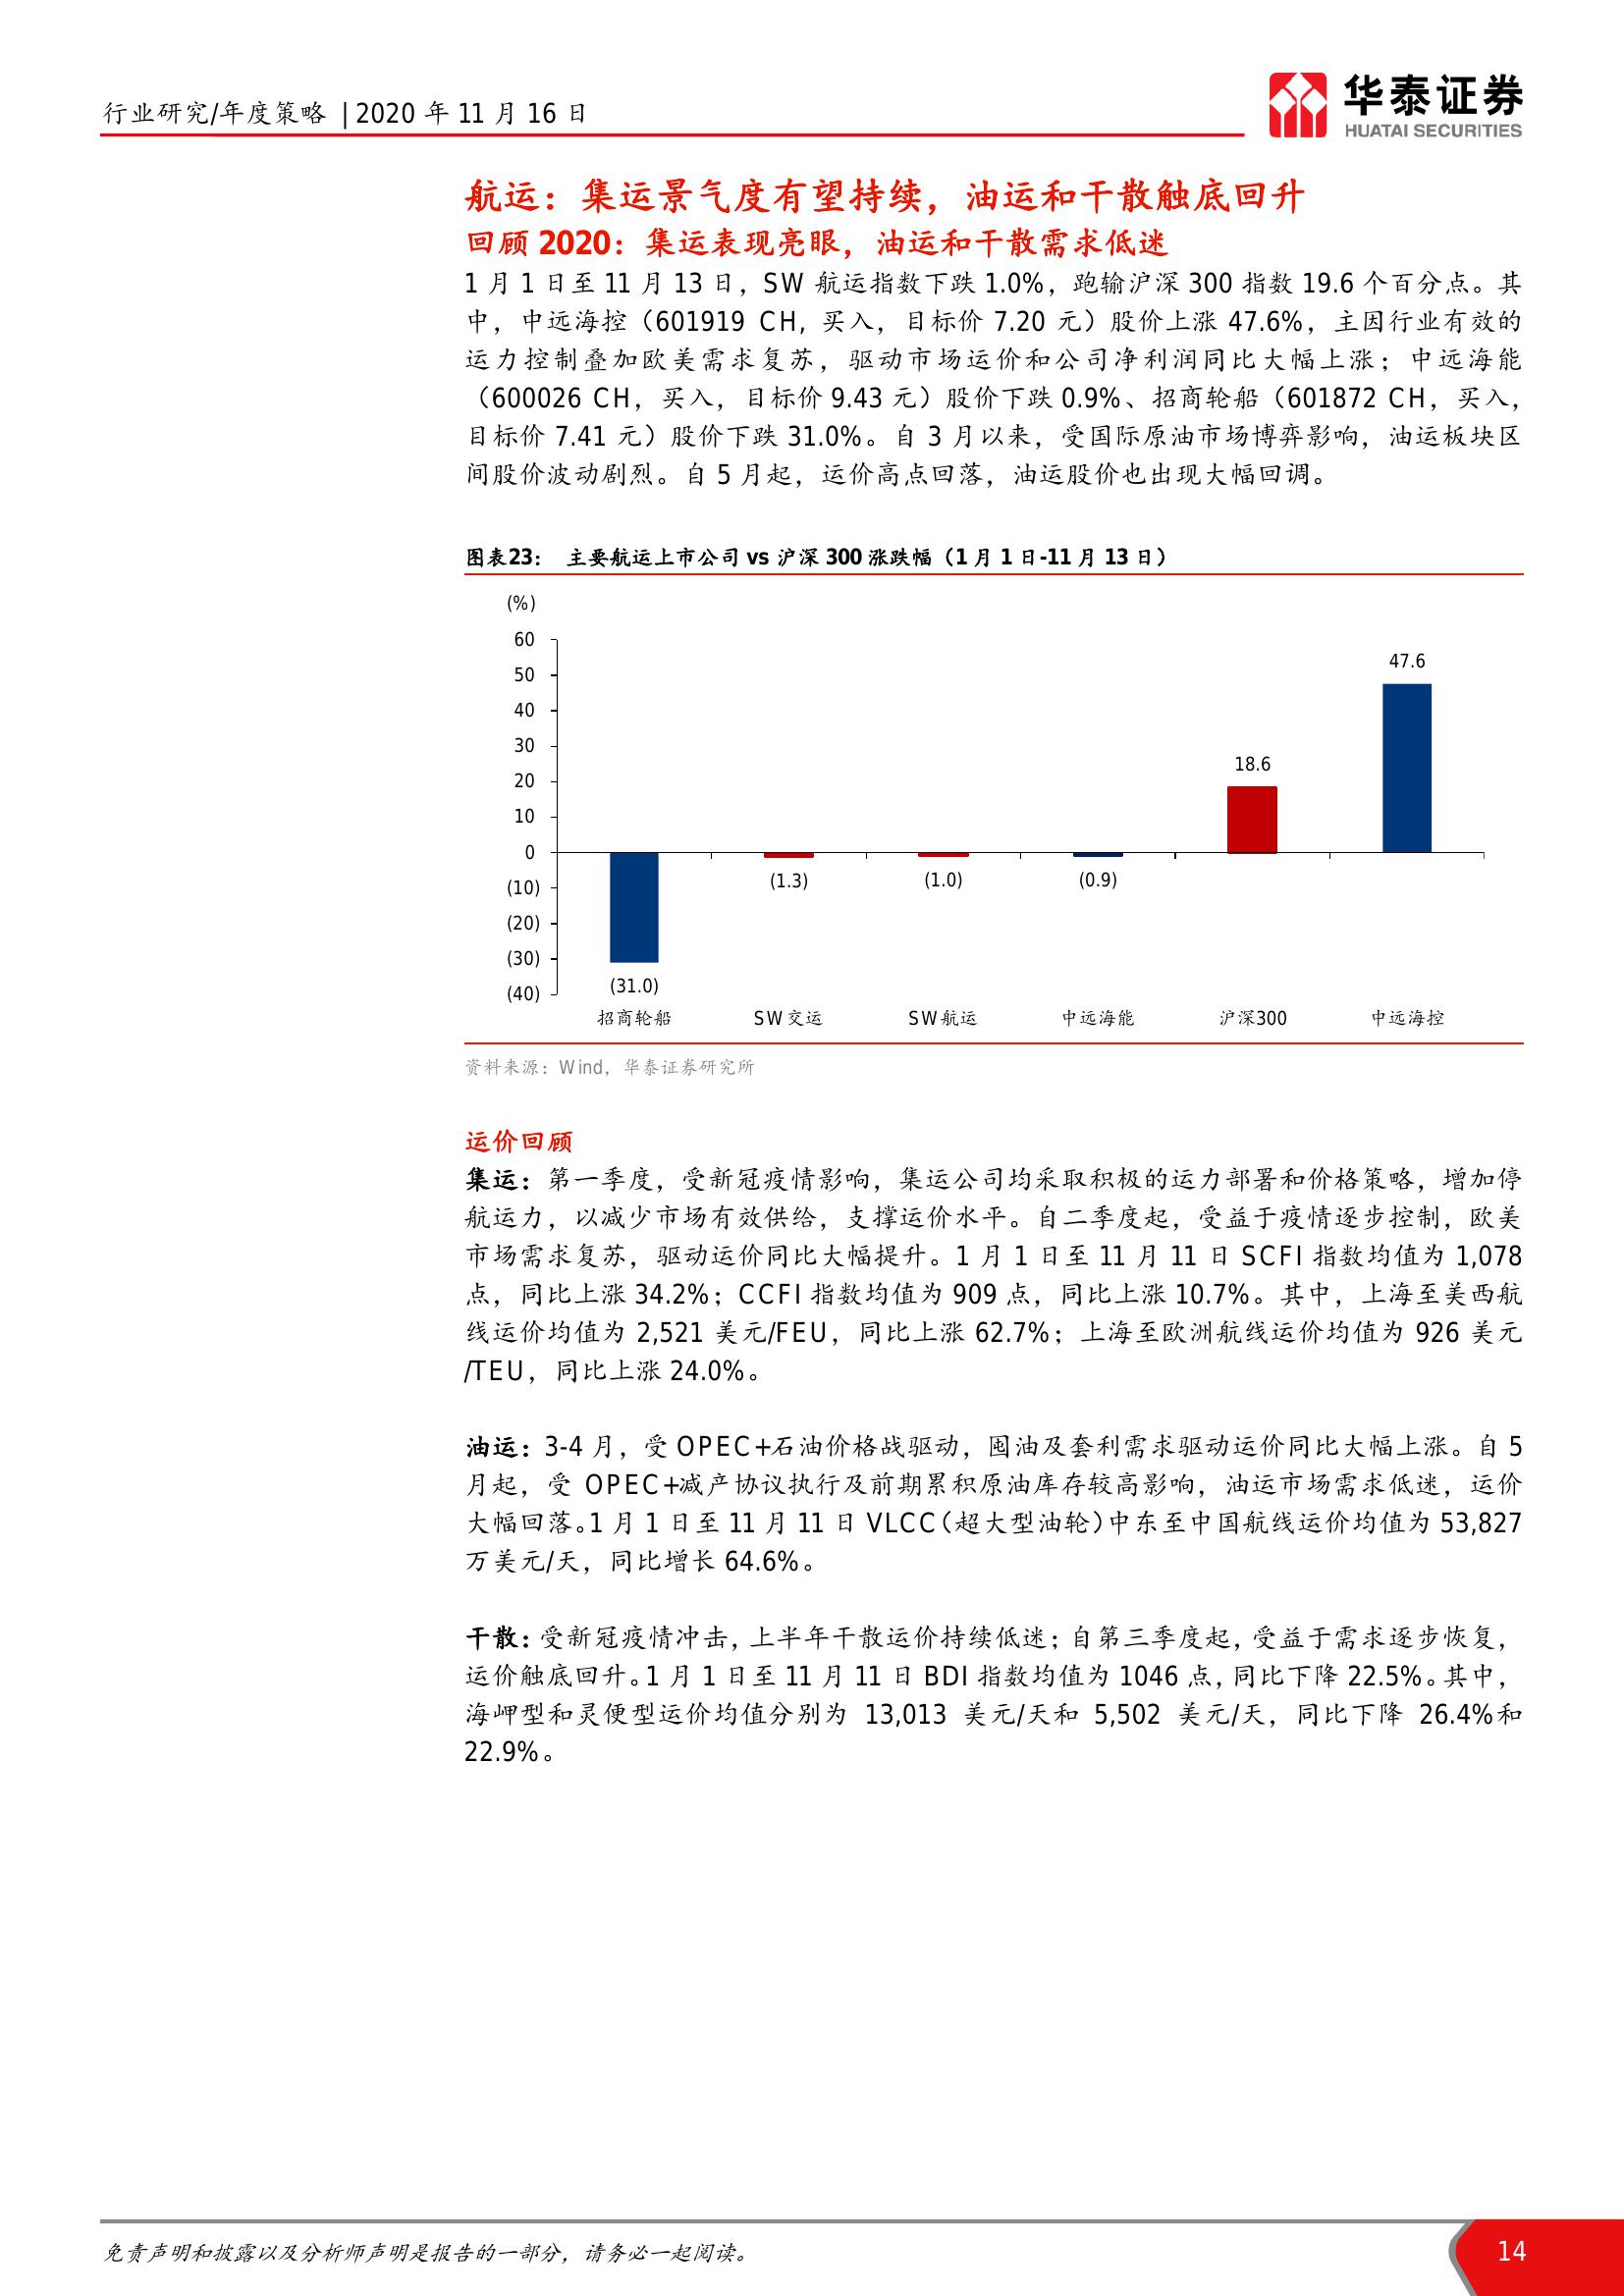 行业研究/年度策略 | 2020 年 11 月 16 日
华泰证券
HUATAI SECURITIES
航运：集运景气度有望持续，油运和干散触底回升
回顾 2020：集运表现亮眼，油运和干散需求低迷
1 月 1 日至 11 月 13 日，SW 航运指数下跌 1.0%，跑输沪深 300 指数 19.6 个百分点。其
中，中远海控（601919 CH, 买入，目标价 7.20 元）股价上涨 47.6%，主因行业有效的
运力控制叠加欧美需求复苏，驱动市场运价和公司净利润同比大幅上涨；中远海能
（600026 CH，买入，目标价 9.43 元）股价下跌 0.9%、招商轮船（601872 CH，买入，
目标价 7.41 元）股价下跌 31.0%。自 3 月以来，受国际原油市场博弈影响，油运板块区
间股价波动剧烈。自 5 月起，运价高点回落，油运股价也出现大幅回调。
图表23： 主要航运上市公司 vs 沪深 300 涨跌幅（1 月 1 日-11 月 13 日）
(%)
60
50
40
30
20
10
0
(10)
(20)
(30)
(40)
(31.0)
(1.3)
(1.0)
(0.9)
18.6
47.6
招商轮船
SW交运
SW航运
中远海能
沪深300
中远海控
资料来源：Wind，华泰证券研究所
运价回顾
集运：第一季度，受新冠疫情影响，集运公司均采取积极的运力部署和价格策略，增加停
航运力，以减少市场有效供给，支撑运价水平。自二季度起，受益于疫情逐步控制，欧美
市场需求复苏，驱动运价同比大幅提升。1 月 1 日至 11 月 11 日 SCFI 指数均值为 1,078
点，同比上涨 34.2%；CCFI 指数均值为 909 点，同比上涨 10.7%。其中，上海至美西航
线运价均值为 2,521 美元/FEU，同比上涨 62.7%；上海至欧洲航线运价均值为 926 美元
/TEU，同比上涨 24.0%。
油运：3-4 月，受 OPEC+石油价格战驱动，囤油及套利需求驱动运价同比大幅上涨。自 5
月起，受 OPEC+减产协议执行及前期累积原油库存较高影响，油运市场需求低迷，运价
大幅回落。1 月 1 日至 11 月 11 日 VLCC（超大型油轮）中东至中国航线运价均值为 53,827
万美元/天，同比增长 64.6%。
干散：受新冠疫情冲击，上半年干散运价持续低迷；自第三季度起，受益于需求逐步恢复，
运价触底回升。1 月 1 日至 11 月 11 日 BDI 指数均值为 1046 点，同比下降 22.5%。其中，
海岬型和灵便型运价均值分别为 13,013 美元/天和 5,502 美元/天，同比下降 26.4%和
22.9%。
免责声明和披露以及分析师声明是报告的一部分，请务必一起阅读。
14